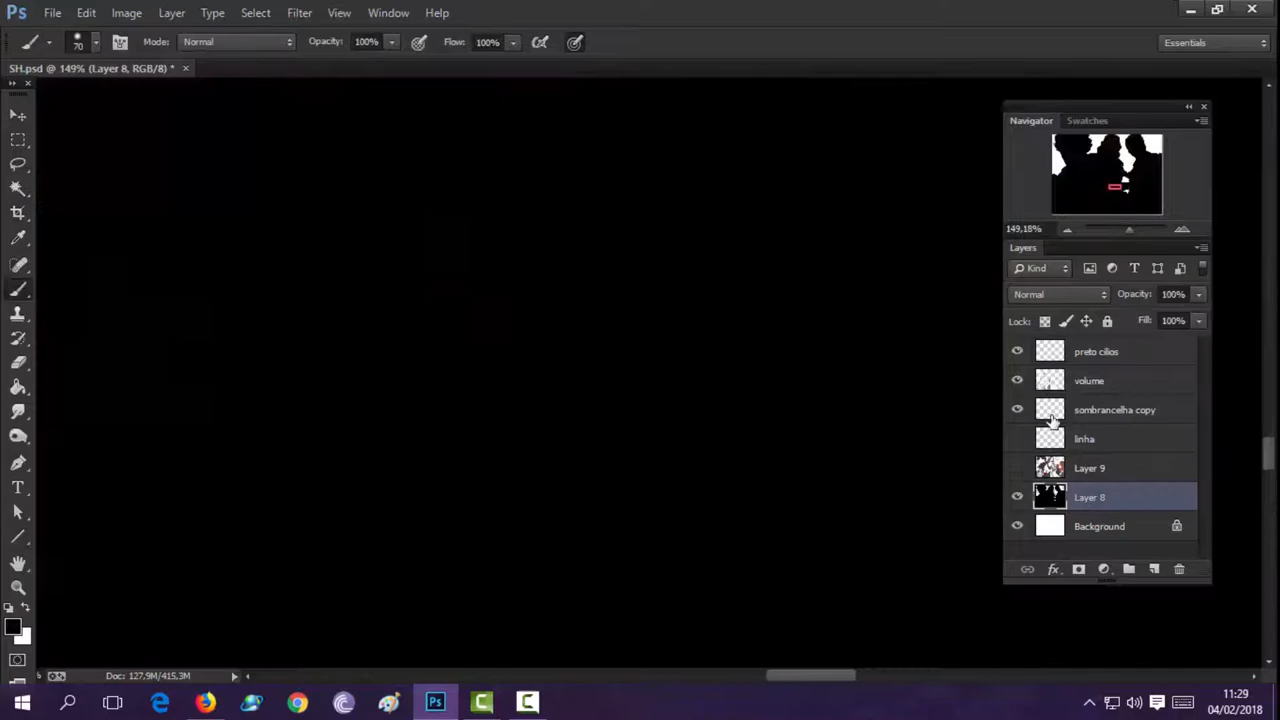 Ps File Edit Image Layer Type Select Filter View Window Help
70 Mode: Normal Opacity: 100% Flow: 100% Essentials
SH.psd @ 149% (Layer 8, RGB/8) * ×
Navigator Swatches
149,18%
Layers
Kind
Normal Opacity: 100%
Lock: Fill: 100%
preto cilios
volume
sombrancelha copy
linha
Layer 9
Layer 8
Background
fx
Doc: 127,9M/415,3M
Ps
11:29
04/02/2018